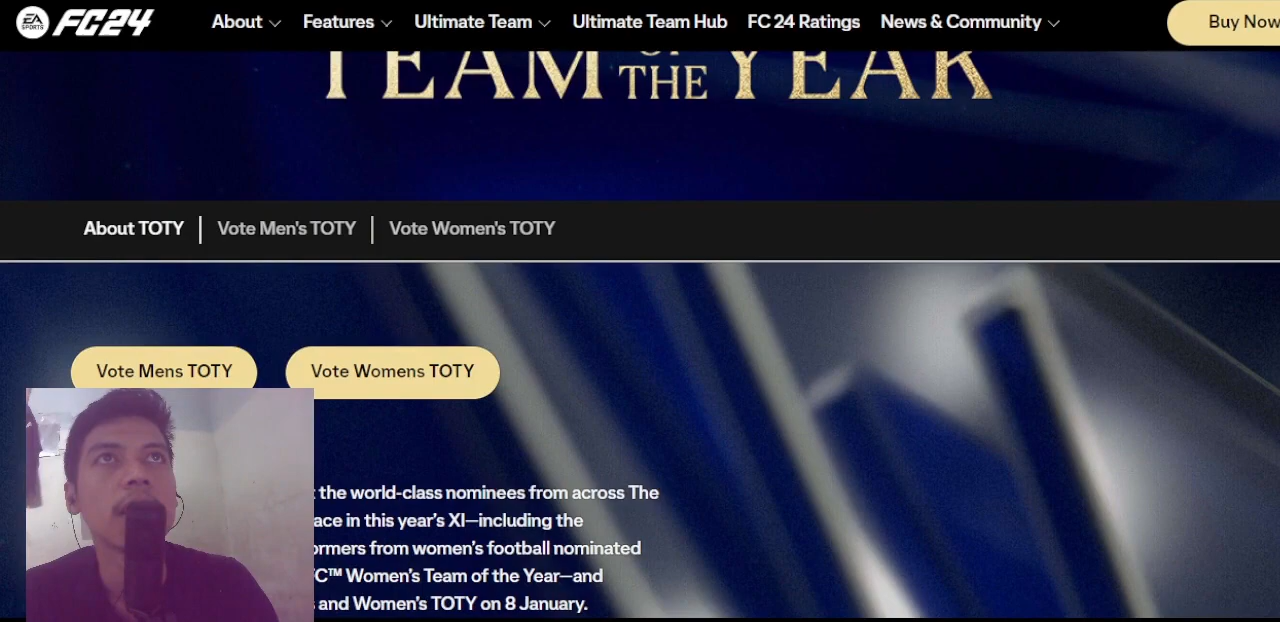 EA SPORTS FC24 About Features Ultimate Team Ultimate Team Hub FC 24 Ratings News & Community Buy Now
TEAM OF THE YEAR
About TOTY Vote Men's TOTY Vote Women's TOTY
Vote Mens TOTY Vote Womens TOTY
the world-class nominees from across The
in this year's XI—including the
from women's football nominated
Women's Team of the Year—and
and Women's TOTY on 8 January.